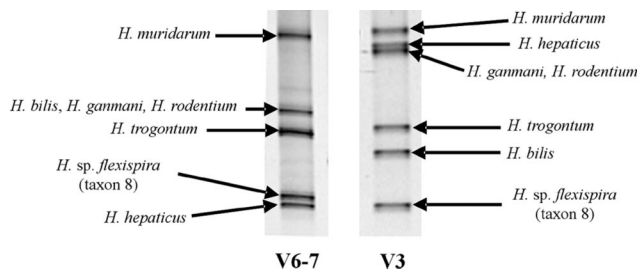 H. muridarum
H. bilis, H. ganmani, H. rodentium
H. trogontum
H. sp. flexispira
(taxon 8)
H. hepaticus
V6-7
H. muridarum
H. hepaticus
H. ganmani, H. rodentium
H. trogontum
H. bilis
H. sp. flexispira
(taxon 8)
V3